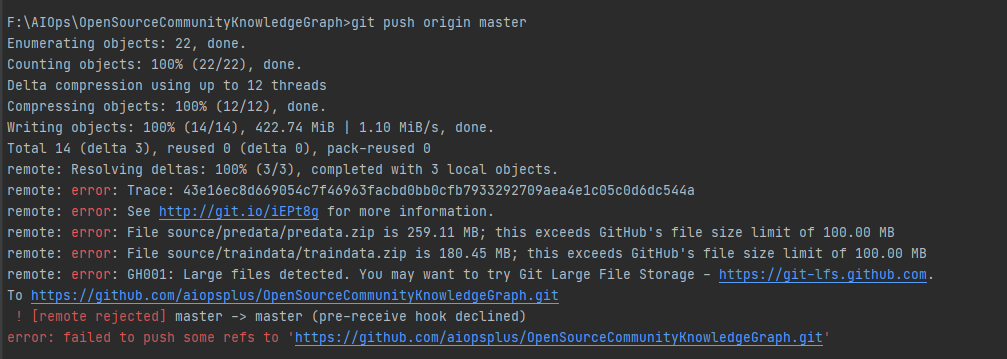 F:\AIOps\OpenSourceCommunityKnowledgeGraph>git push origin master
Enumerating objects: 22, done.
Counting objects: 100% (22/22), done.
Delta compression using up to 12 threads
Compressing objects: 100% (12/12), done.
Writing objects: 100% (14/14), 422.74 MiB | 1.10 MiB/s, done.
Total 14 (delta 3), reused 0 (delta 0), pack-reused 0
remote: Resolving deltas: 100% (3/3), completed with 3 local objects.
remote: error: Trace: 43e16ec8d669054c7f46963facbd0bb0cfb7933292709aea4e1c05c0d6dc544a
remote: error: See http://git.io/iEPt8g for more information.
remote: error: File source/predata/predata.zip is 259.11 MB; this exceeds GitHub's file size limit of 100.00 MB
remote: error: File source/traindata/traindata.zip is 180.45 MB; this exceeds GitHub's file size limit of 100.00 MB
remote: error: GH001: Large files detected. You may want to try Git Large File Storage - https://git-lfs.github.com.
To https://github.com/aiopsplus/OpenSourceCommunityKnowledgeGraph.git
 ! [remote rejected] master -> master (pre-receive hook declined)
error: failed to push some refs to 'https://github.com/aiopsplus/OpenSourceCommunityKnowledgeGraph.git'